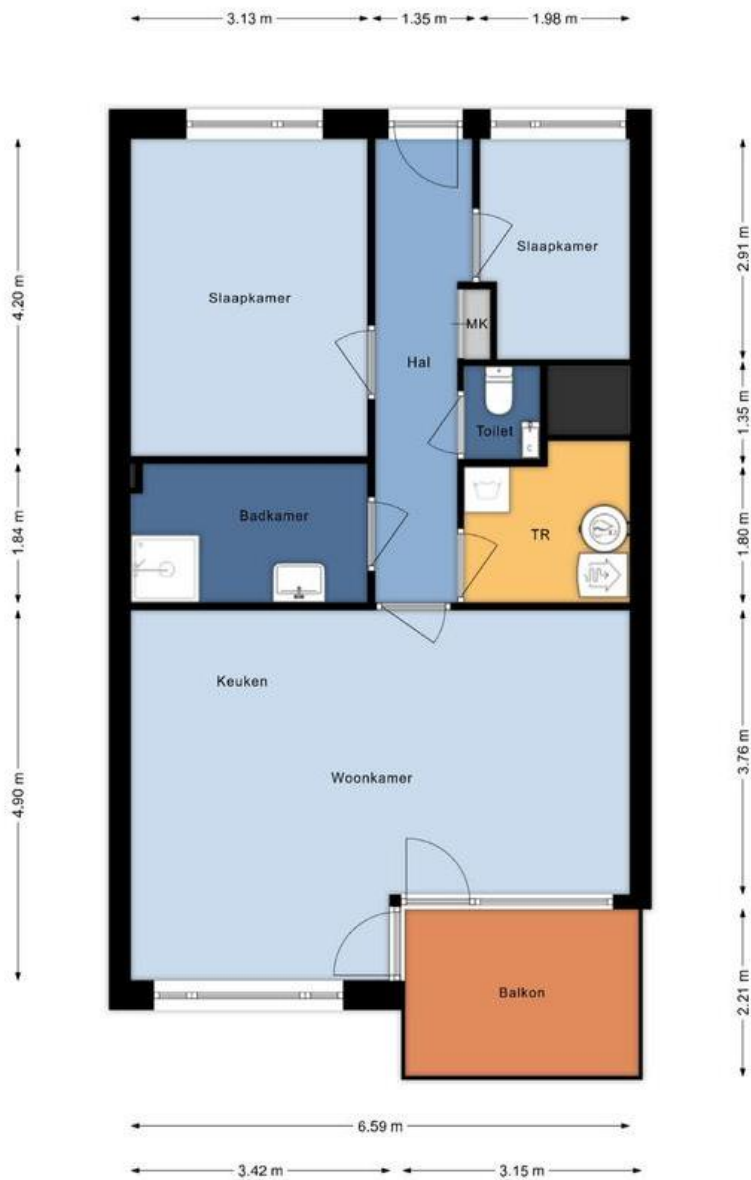 3.13 m
1.35 m
1.98 m
4.20 m
1.84 m
4.90 m
Slaapkamer
Slaapkamer
MK
Hal
Toilet
Badkamer
TR
Keuken
Woonkamer
Balkon
2.91 m
1.35 m
1.80 m
3.76 m
2.21 m
6.59 m
3.42 m
3.15 m